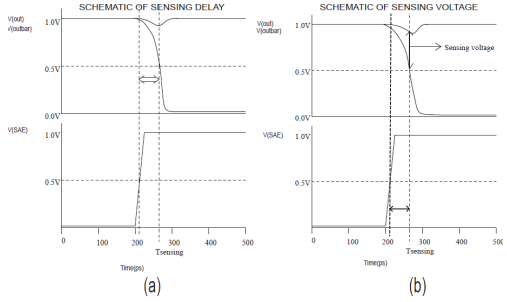 SCHEMATIC OF SENSING DELAY
V(out)
V(outbar)
1.0V
0.5V
0.0V
V(SAE)
1.0V
0.5V
0 100 200 300 400 500
Tsensing
Time(ps)
(a)
SCHEMATIC OF SENSING VOLTAGE
V(out)
V(outbar)
1.0V
Sensing voltage
0.5V
0.0V
V(SAE)
1.0V
0.5V
0 100 200 300 400 500
Tsensing
Time(ps)
(b)